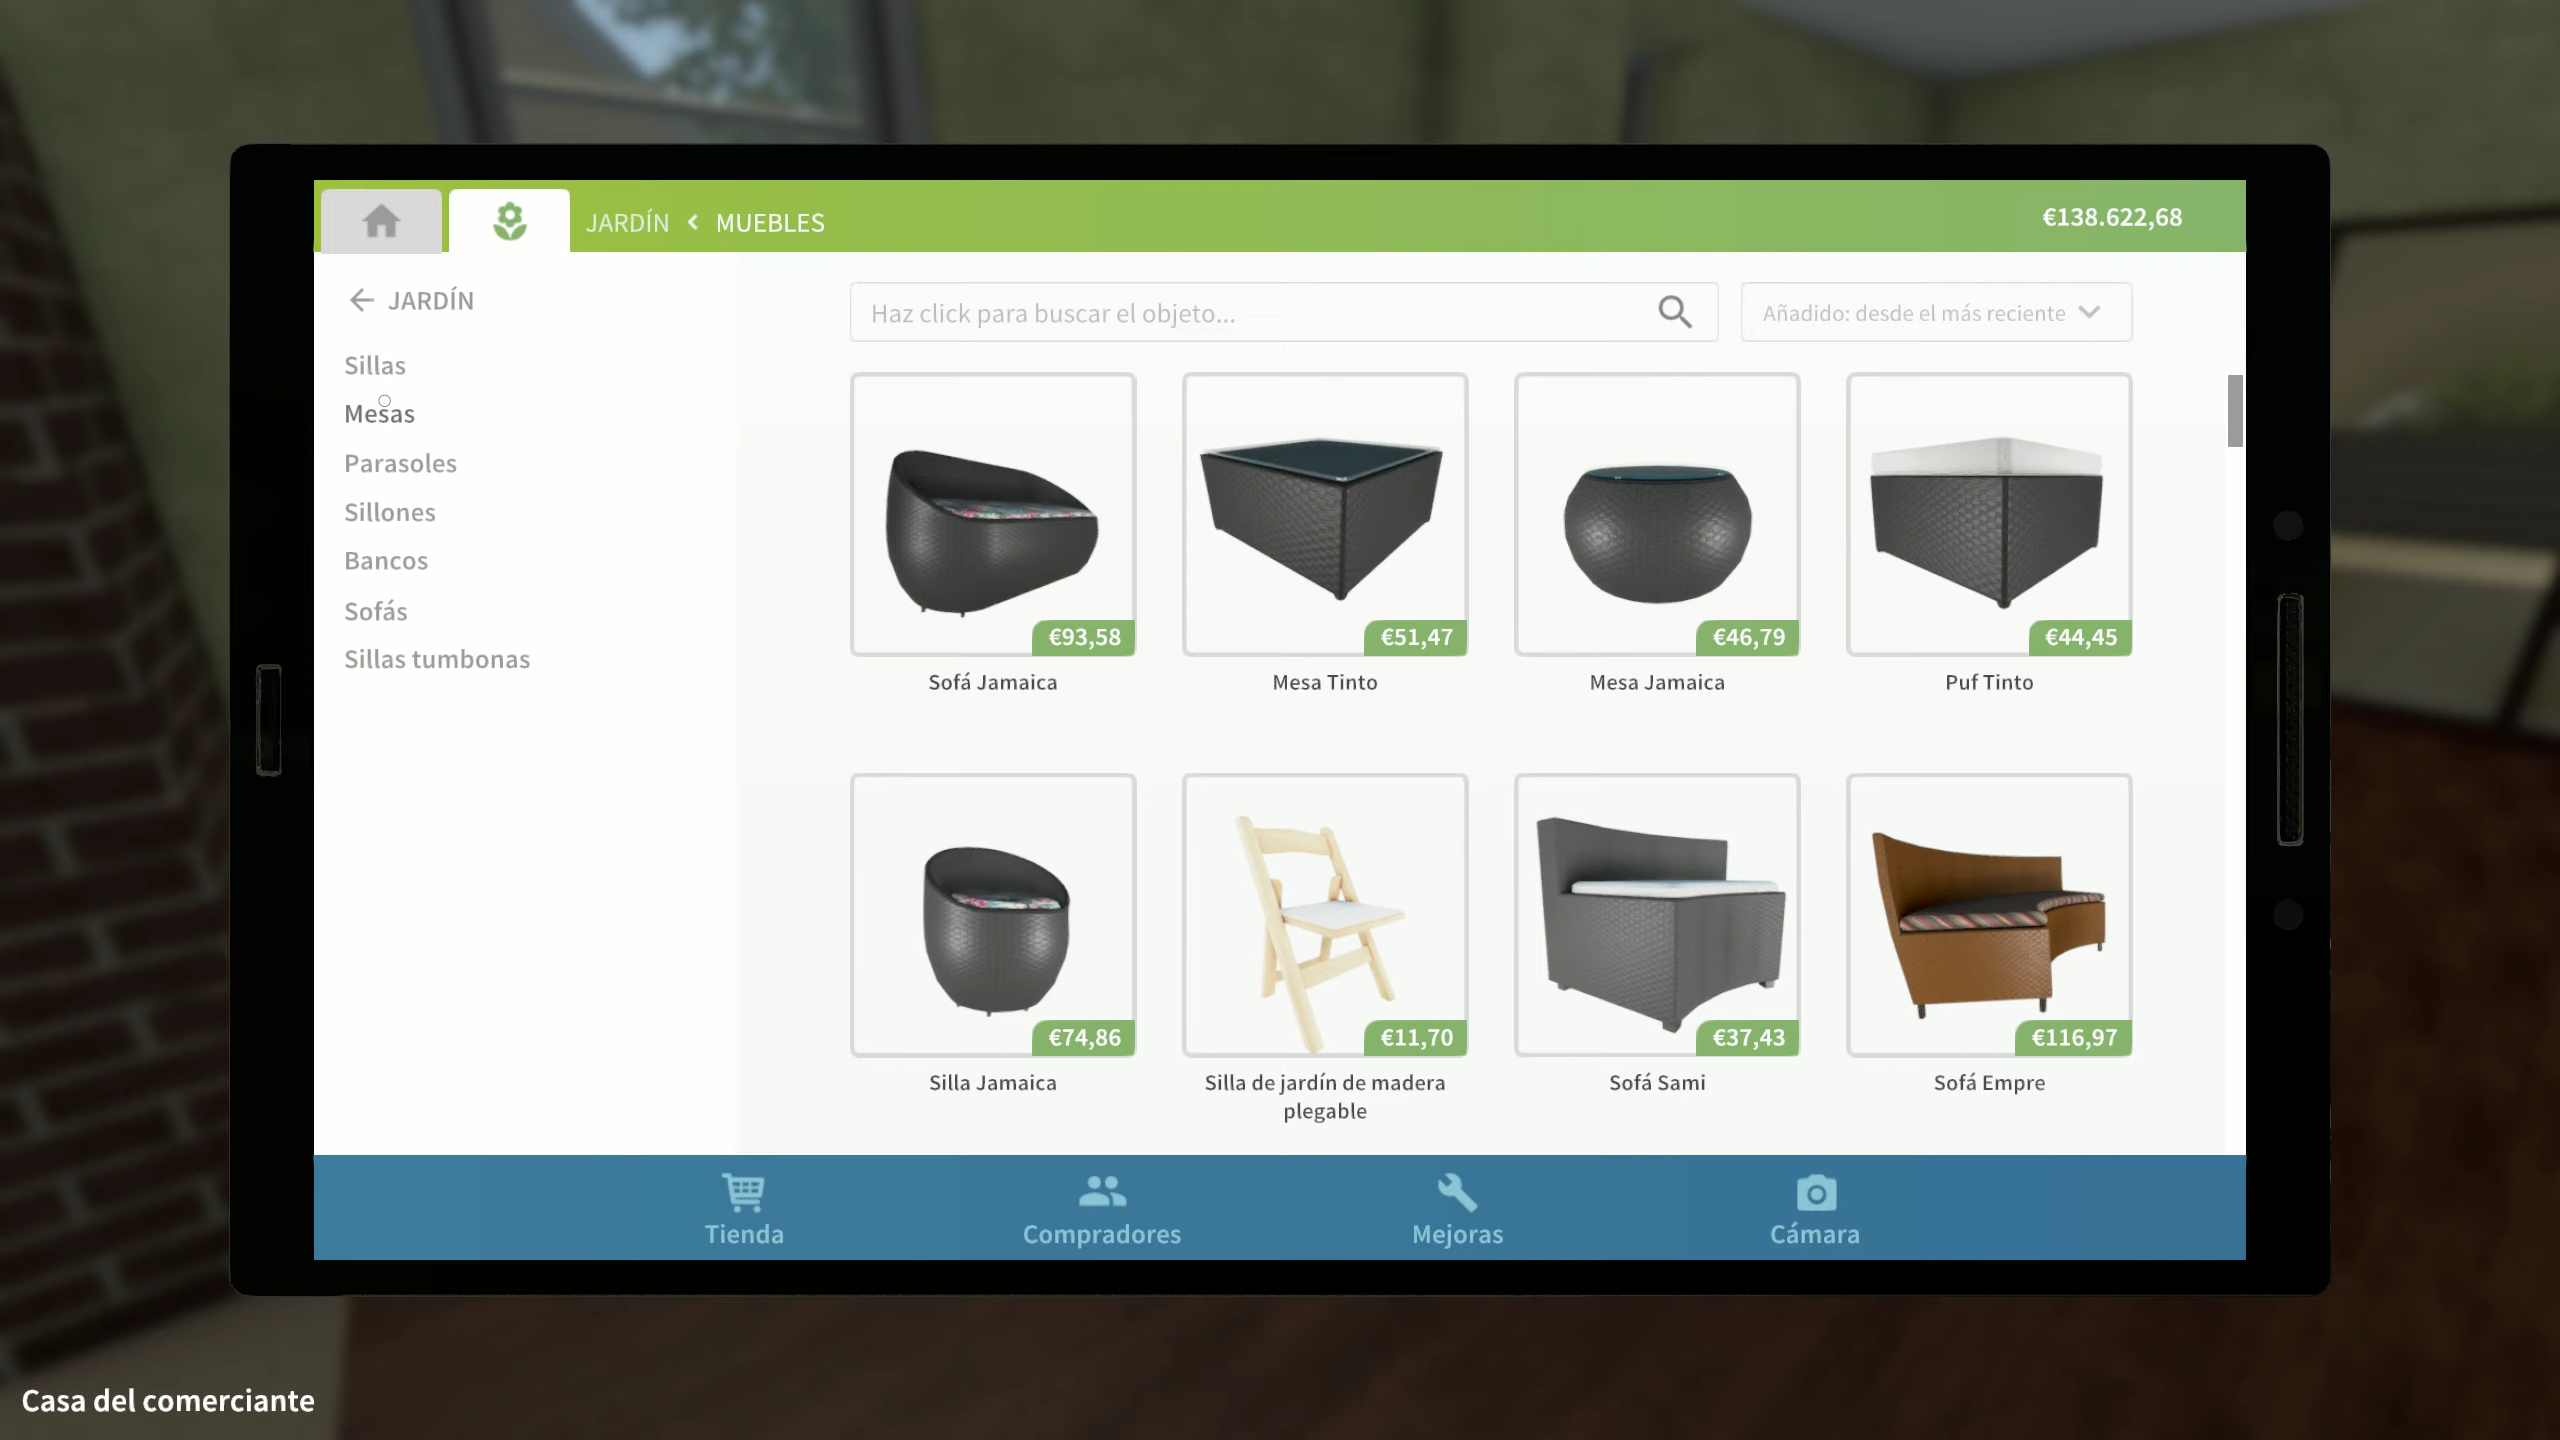 JARDÍN < MUEBLES
€138.622,68
← JARDÍN
Sillas
Mesas
Parasoles
Sillones
Bancos
Sofás
Sillas tumbonas
Haz click para buscar el objeto...
Añadido: desde el más reciente
€93,58
€51,47
€46,79
€44,45
Sofá Jamaica
Mesa Tinto
Mesa Jamaica
Puf Tinto
€74,86
€11,70
€37,43
€116,97
Silla Jamaica
Silla de jardín de madera
plegable
Sofá Sami
Sofá Empre
Tienda
Compradores
Mejoras
Cámara
Casa del comerciante